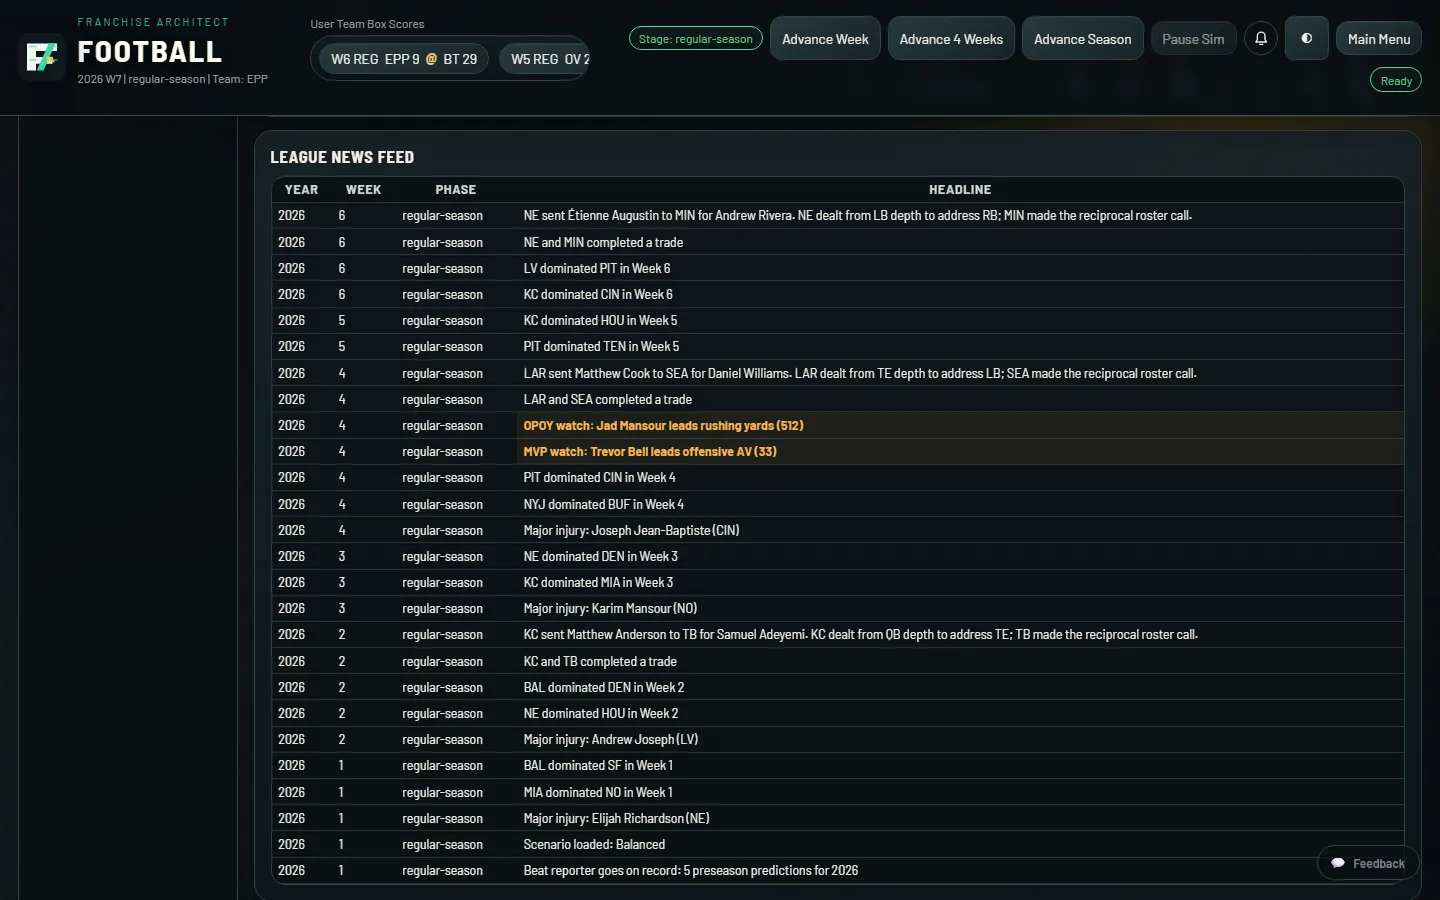 FRANCHISE ARCHITECT
FOOTBALL
2026 W7 | regular-season | Team: EPP
User Team Box Scores
W6 REG EPP 9 @ BT 29
W5 REG OV 2
Stage: regular-season
Advance Week
Advance 4 Weeks
Advance Season
Pause Sim
Main Menu
Ready
LEAGUE NEWS FEED
YEAR WEEK PHASE HEADLINE
2026 6 regular-season NE sent Étienne Augustin to MIN for Andrew Rivera. NE dealt from LB depth to address RB; MIN made the reciprocal roster call.
2026 6 regular-season NE and MIN completed a trade
2026 6 regular-season LV dominated PIT in Week 6
2026 6 regular-season KC dominated CIN in Week 6
2026 5 regular-season KC dominated HOU in Week 5
2026 5 regular-season PIT dominated TEN in Week 5
2026 4 regular-season LAR sent Matthew Cook to SEA for Daniel Williams. LAR dealt from TE depth to address LB; SEA made the reciprocal roster call.
2026 4 regular-season LAR and SEA completed a trade
2026 4 regular-season OPOY watch: Jad Mansour leads rushing yards (512)
2026 4 regular-season MVP watch: Trevor Bell leads offensive AV (33)
2026 4 regular-season PIT dominated CIN in Week 4
2026 4 regular-season NYJ dominated BUF in Week 4
2026 4 regular-season Major injury: Joseph Jean-Baptiste (CIN)
2026 3 regular-season NE dominated DEN in Week 3
2026 3 regular-season KC dominated MIA in Week 3
2026 3 regular-season Major injury: Karim Mansour (NO)
2026 2 regular-season KC sent Matthew Anderson to TB for Samuel Adeyemi. KC dealt from QB depth to address TE; TB made the reciprocal roster call.
2026 2 regular-season KC and TB completed a trade
2026 2 regular-season BAL dominated DEN in Week 2
2026 2 regular-season NE dominated HOU in Week 2
2026 2 regular-season Major injury: Andrew Joseph (LV)
2026 1 regular-season BAL dominated SF in Week 1
2026 1 regular-season MIA dominated NO in Week 1
2026 1 regular-season Major injury: Elijah Richardson (NE)
2026 1 regular-season Scenario loaded: Balanced
2026 1 regular-season Beat reporter goes on record: 5 preseason predictions for 2026
Feedback